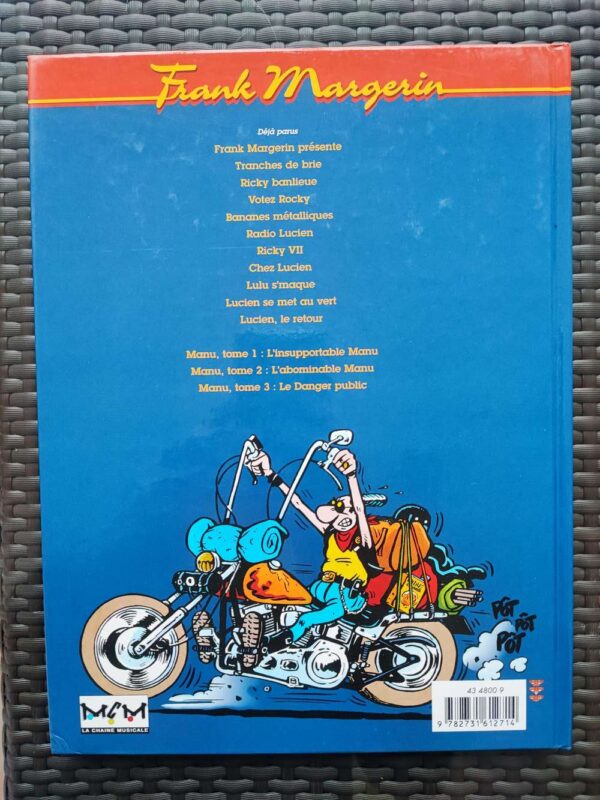 Frank Margerin
Déjà parus
Frank Margerin présente
Tranches de brie
Ricky banlieue
Votez Rocky
Bananes métalliques
Radio Lucien
Ricky VII
Chez Lucien
Lulu s'maque
Lucien se met au vert
Lucien, le retour
Manu, tome 1 : L'insupportable Manu
Manu, tome 2 : L'abominable Manu
Manu, tome 3 : Le Danger public
PÔT
PÔT
PÔT
MCM
LA CHAINE MUSICALE
43 4800 9
9 782731 612714